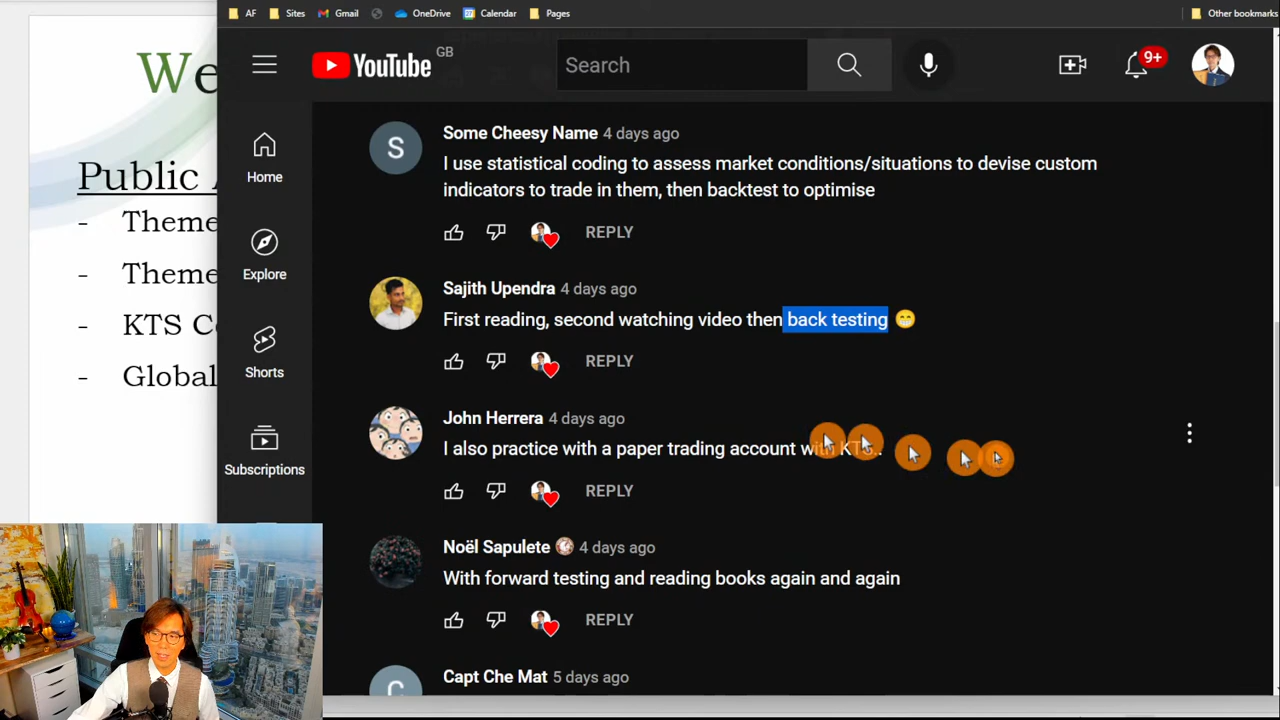 AF Sites Gmail OneDrive Calendar Pages Other bookmarks
We
Public
- Theme
- Theme
- KTS
- Global
YouTube GB
Search
9+
Home
Explore
Shorts
Subscriptions
S
Some Cheesy Name 4 days ago
I use statistical coding to assess market conditions/situations to devise custom
indicators to trade in them, then backtest to optimise
REPLY
Sajith Upendra 4 days ago
First reading, second watching video then back testing 😁
REPLY
John Herrera 4 days ago
I also practice with a paper trading account with KTS..
REPLY
Noël Sapulete 4 days ago
With forward testing and reading books again and again
REPLY
C
Capt Che Mat 5 days ago